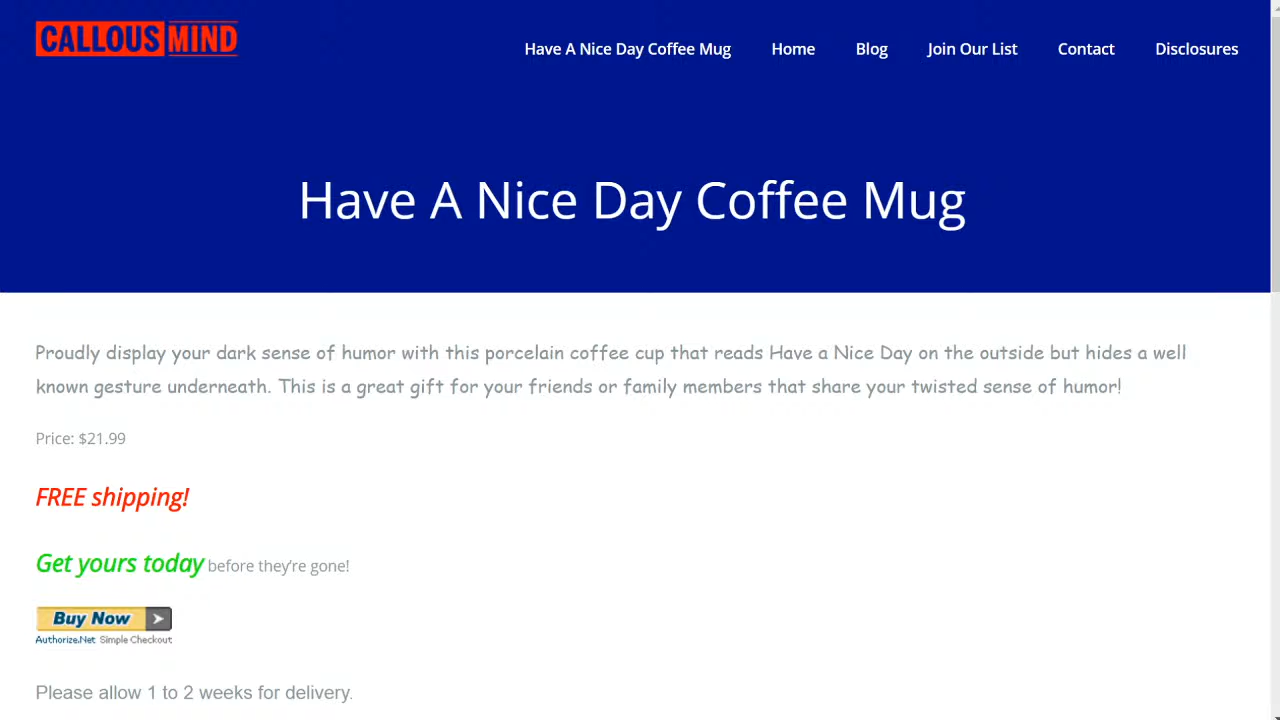 CALLOUS MIND
Have A Nice Day Coffee Mug Home Blog Join Our List Contact Disclosures
Have A Nice Day Coffee Mug
Proudly display your dark sense of humor with this porcelain coffee cup that reads Have a Nice Day on the outside but hides a well
known gesture underneath. This is a great gift for your friends or family members that share your twisted sense of humor!
Price: $21.99
FREE shipping!
Get yours today before they're gone!
Buy Now
Authorize.Net Simple Checkout
Please allow 1 to 2 weeks for delivery.